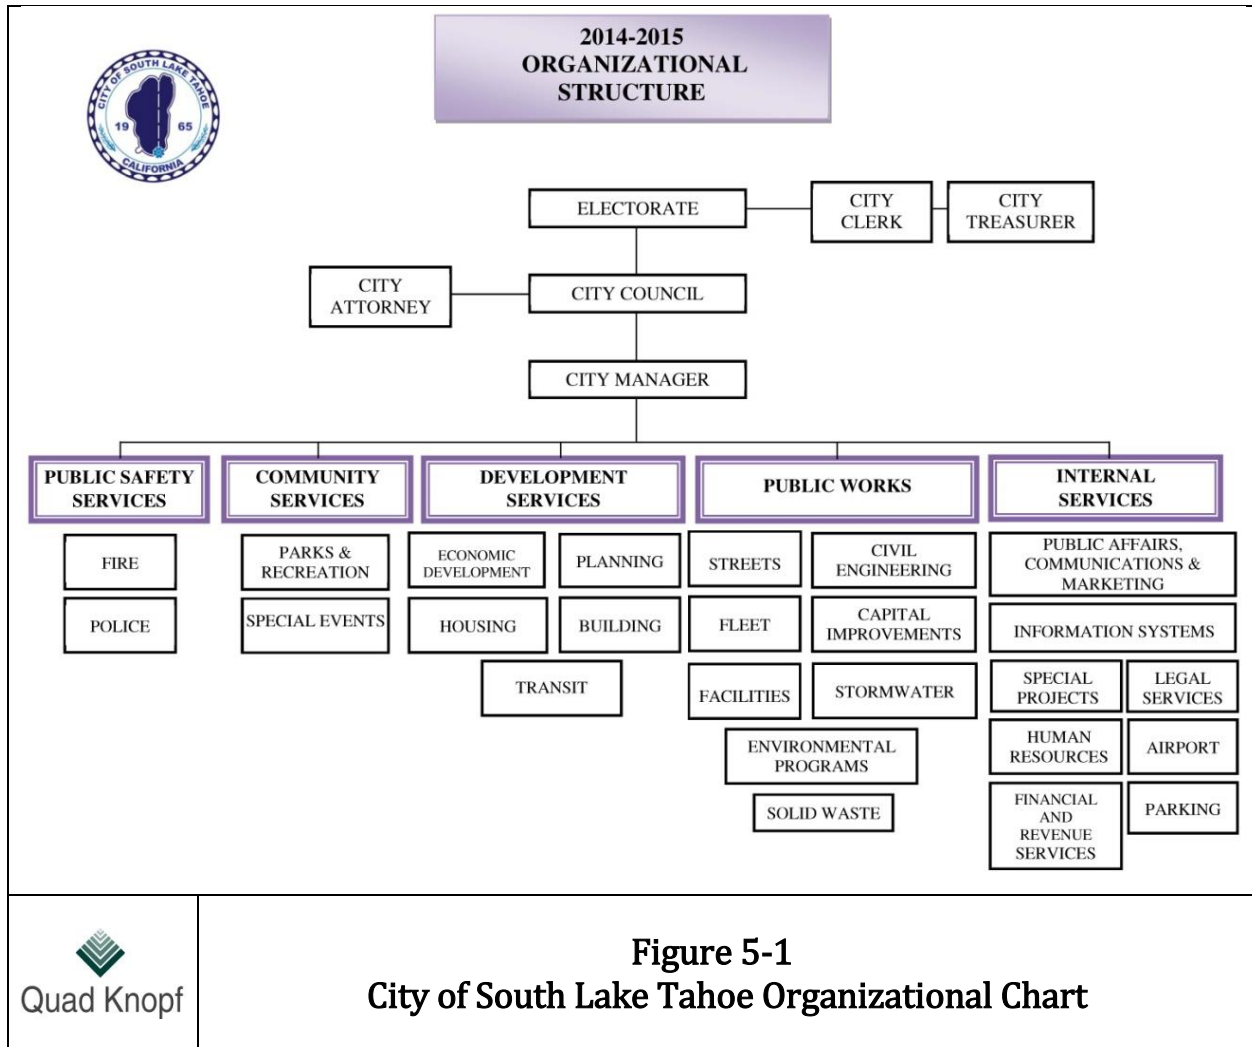 2014-2015
ORGANIZATIONAL
STRUCTURE
CITY OF SOUTH LAKE TAHOE
19 65
CALIFORNIA
ELECTORATE
CITY
CLERK
CITY
TREASURER
CITY
ATTORNEY
CITY COUNCIL
CITY MANAGER
PUBLIC SAFETY
SERVICES
COMMUNITY
SERVICES
DEVELOPMENT
SERVICES
PUBLIC WORKS
INTERNAL
SERVICES
FIRE
POLICE
PARKS &
RECREATION
SPECIAL EVENTS
ECONOMIC
DEVELOPMENT
PLANNING
HOUSING
BUILDING
TRANSIT
STREETS
CIVIL
ENGINEERING
FLEET
CAPITAL
IMPROVEMENTS
FACILITIES
STORMWATER
ENVIRONMENTAL
PROGRAMS
SOLID WASTE
PUBLIC AFFAIRS,
COMMUNICATIONS &
MARKETING
INFORMATION SYSTEMS
SPECIAL
PROJECTS
LEGAL
SERVICES
HUMAN
RESOURCES
AIRPORT
FINANCIAL
AND
REVENUE
SERVICES
PARKING
Quad Knopf
Figure 5-1
City of South Lake Tahoe Organizational Chart